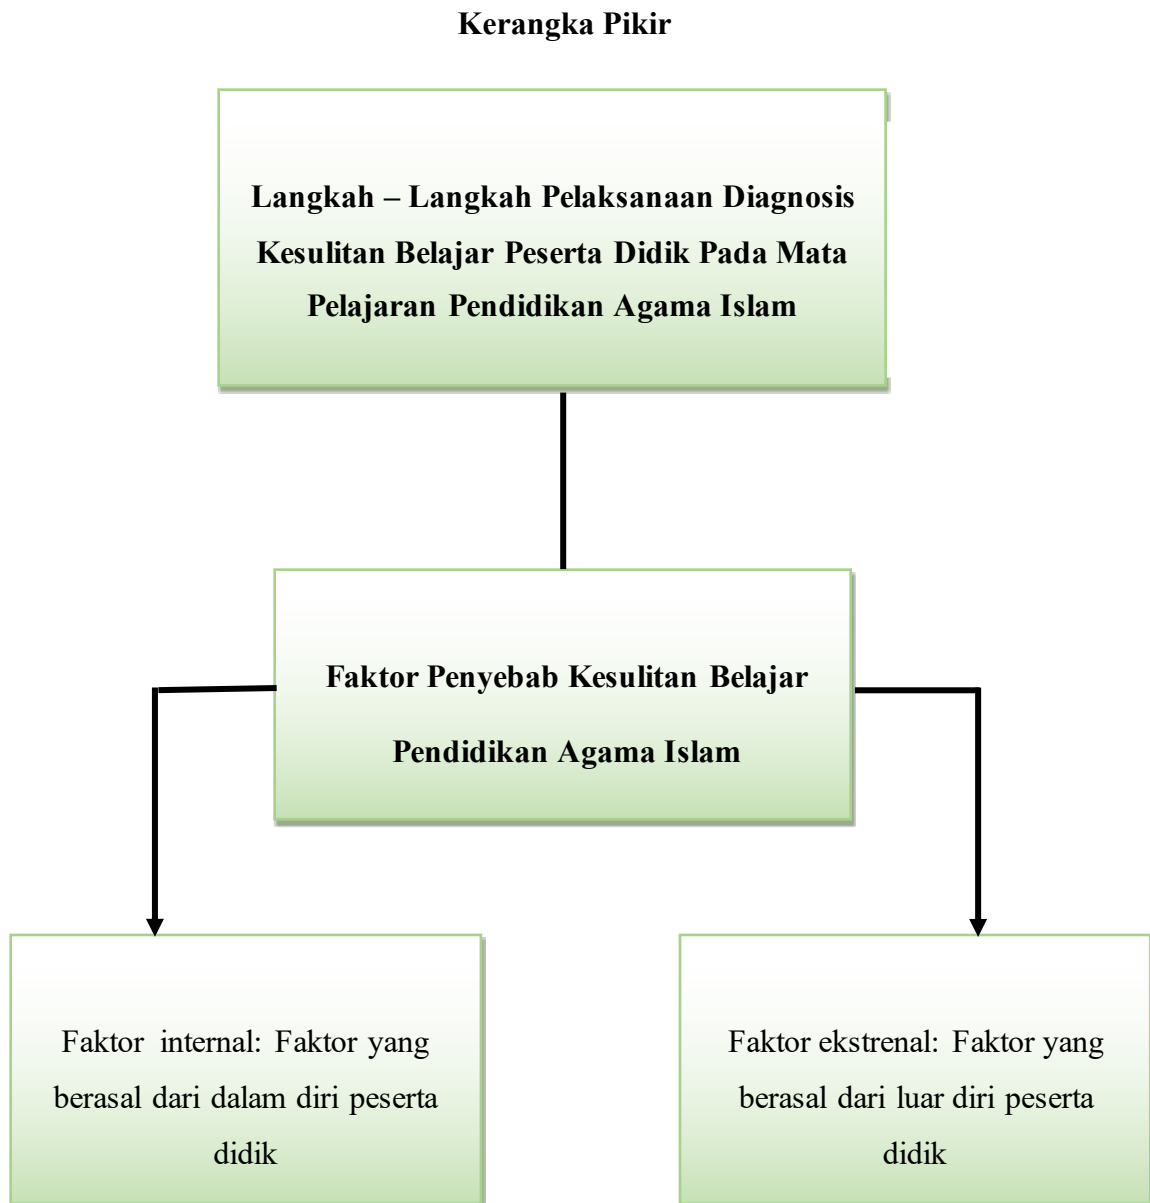 Kerangka Pikir
Langkah – Langkah Pelaksanaan Diagnosis
Kesulitan Belajar Peserta Didik Pada Mata
Pelajaran Pendidikan Agama Islam
Faktor Penyebab Kesulitan Belajar
Pendidikan Agama Islam
Faktor internal: Faktor yang
berasal dari dalam diri peserta
didik
Faktor ekstrenal: Faktor yang
berasal dari luar diri peserta
didik